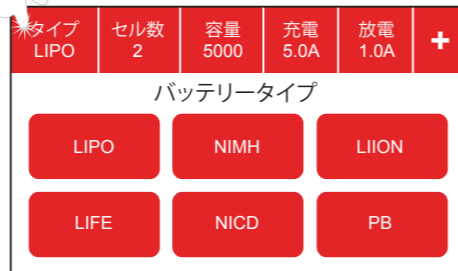 タイプ セル数 容量 充電 放電 +
LIPO 2 5000 5.0A 1.0A
バッテリータイプ
LIPO NIMH LIION
LIFE NICD PB